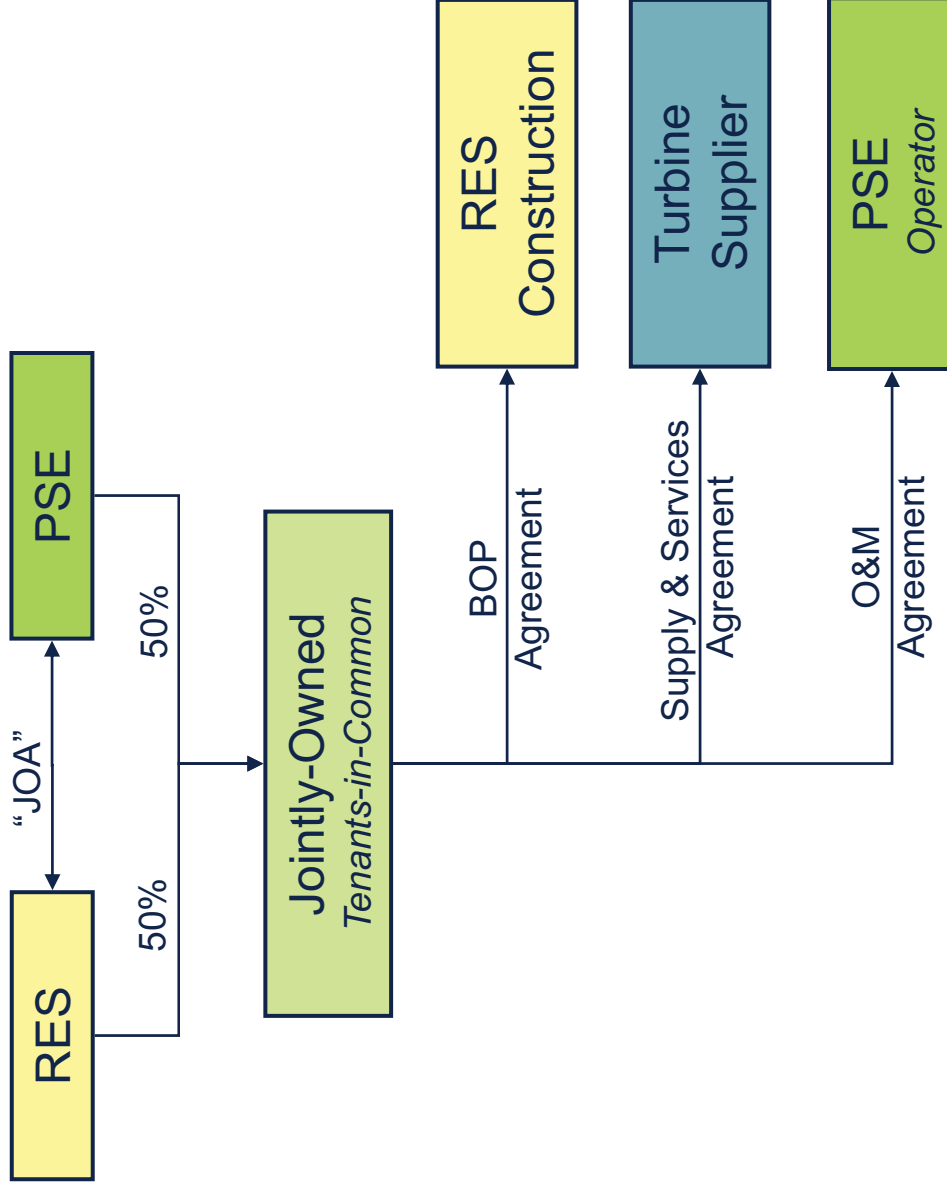 RES
“JOA”
PSE
50%
50%
Jointly-Owned
Tenants-in-Common
BOP
Agreement
RES
Construction
Supply & Services
Agreement
Turbine
Supplier
O&M
Agreement
PSE
Operator